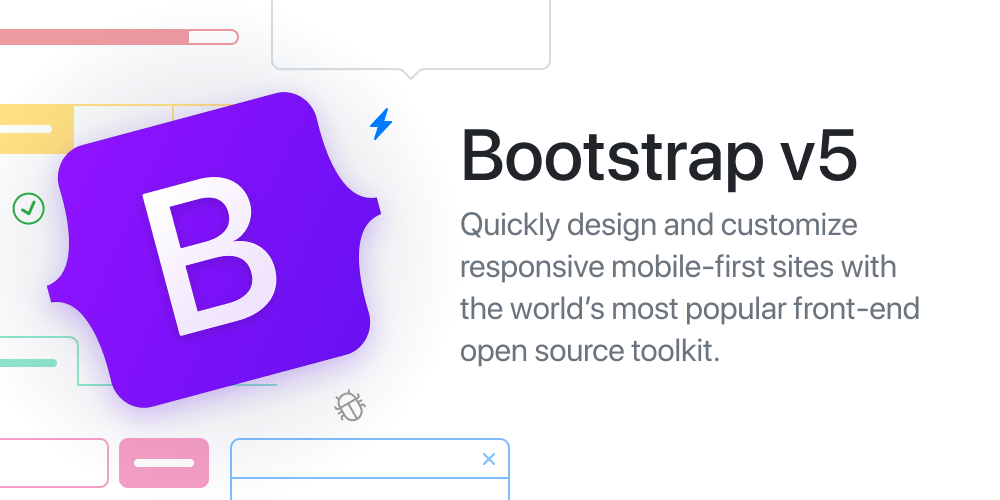 B
Bootstrap v5
Quickly design and customize
responsive mobile-first sites with
the world’s most popular front-end
open source toolkit.